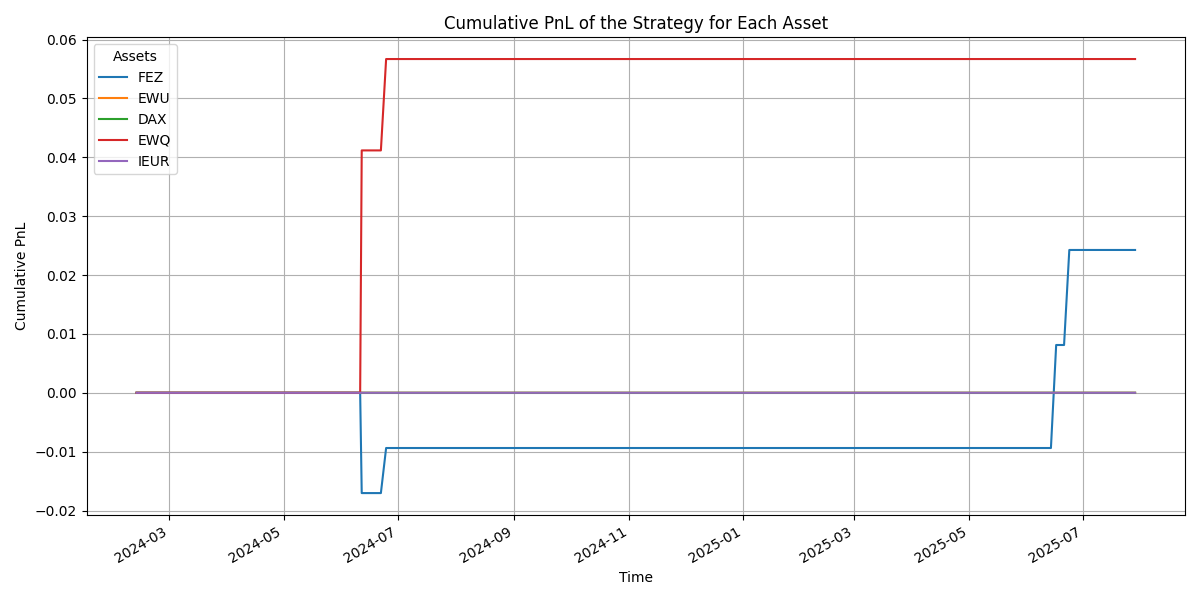 Cumulative PnL of the Strategy for Each Asset
0.06
0.05
0.04
0.03
0.02
0.01
0.00
−0.01
−0.02
Cumulative PnL
Assets
FEZ
EWU
DAX
EWQ
IEUR
2024-03
2024-05
2024-07
2024-09
2024-11
2025-01
2025-03
2025-05
2025-07
Time